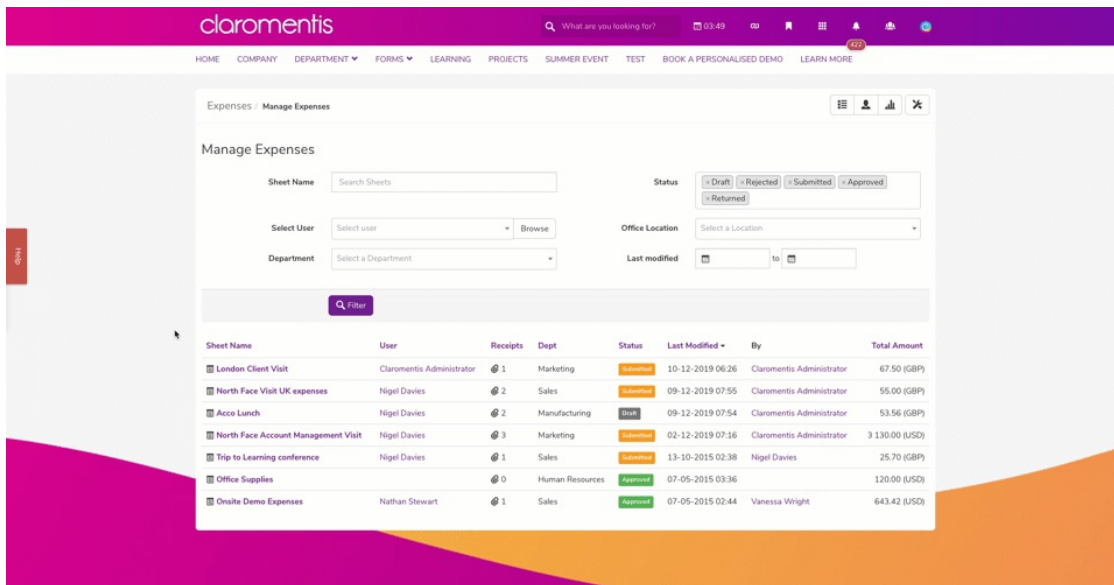 claromentis
What are you looking for?
03:49
422
HOME COMPANY DEPARTMENT FORMS LEARNING PROJECTS SUMMER EVENT TEST BOOK A PERSONALISED DEMO LEARN MORE
Expenses / Manage Expenses
Manage Expenses
Sheet Name Search Sheets Status × Draft × Rejected × Submitted × Approved
× Returned
Select User Select user Browse Office Location Select a Location
Department Select a Department Last modified to
Help
Filter
Sheet Name User Receipts Dept Status Last Modified By Total Amount
London Client Visit Claromentis Administrator 1 Marketing Submitted 10-12-2019 06:26 Claromentis Administrator 67.50 (GBP)
North Face Visit UK expenses Nigel Davies 2 Sales Submitted 09-12-2019 07:55 Claromentis Administrator 55.00 (GBP)
Acco Lunch Nigel Davies 2 Manufacturing Draft 09-12-2019 07:54 Claromentis Administrator 53.56 (GBP)
North Face Account Management Visit Nigel Davies 3 Marketing Submitted 02-12-2019 07:16 Claromentis Administrator 3 130.00 (USD)
Trip to Learning conference Nigel Davies 1 Sales Submitted 13-10-2015 02:38 Nigel Davies 25.70 (GBP)
Office Supplies 0 Human Resources Approved 07-05-2015 03:36 120.00 (USD)
Onsite Demo Expenses Nathan Stewart 1 Sales Approved 07-05-2015 02:44 Vanessa Wright 643.42 (USD)